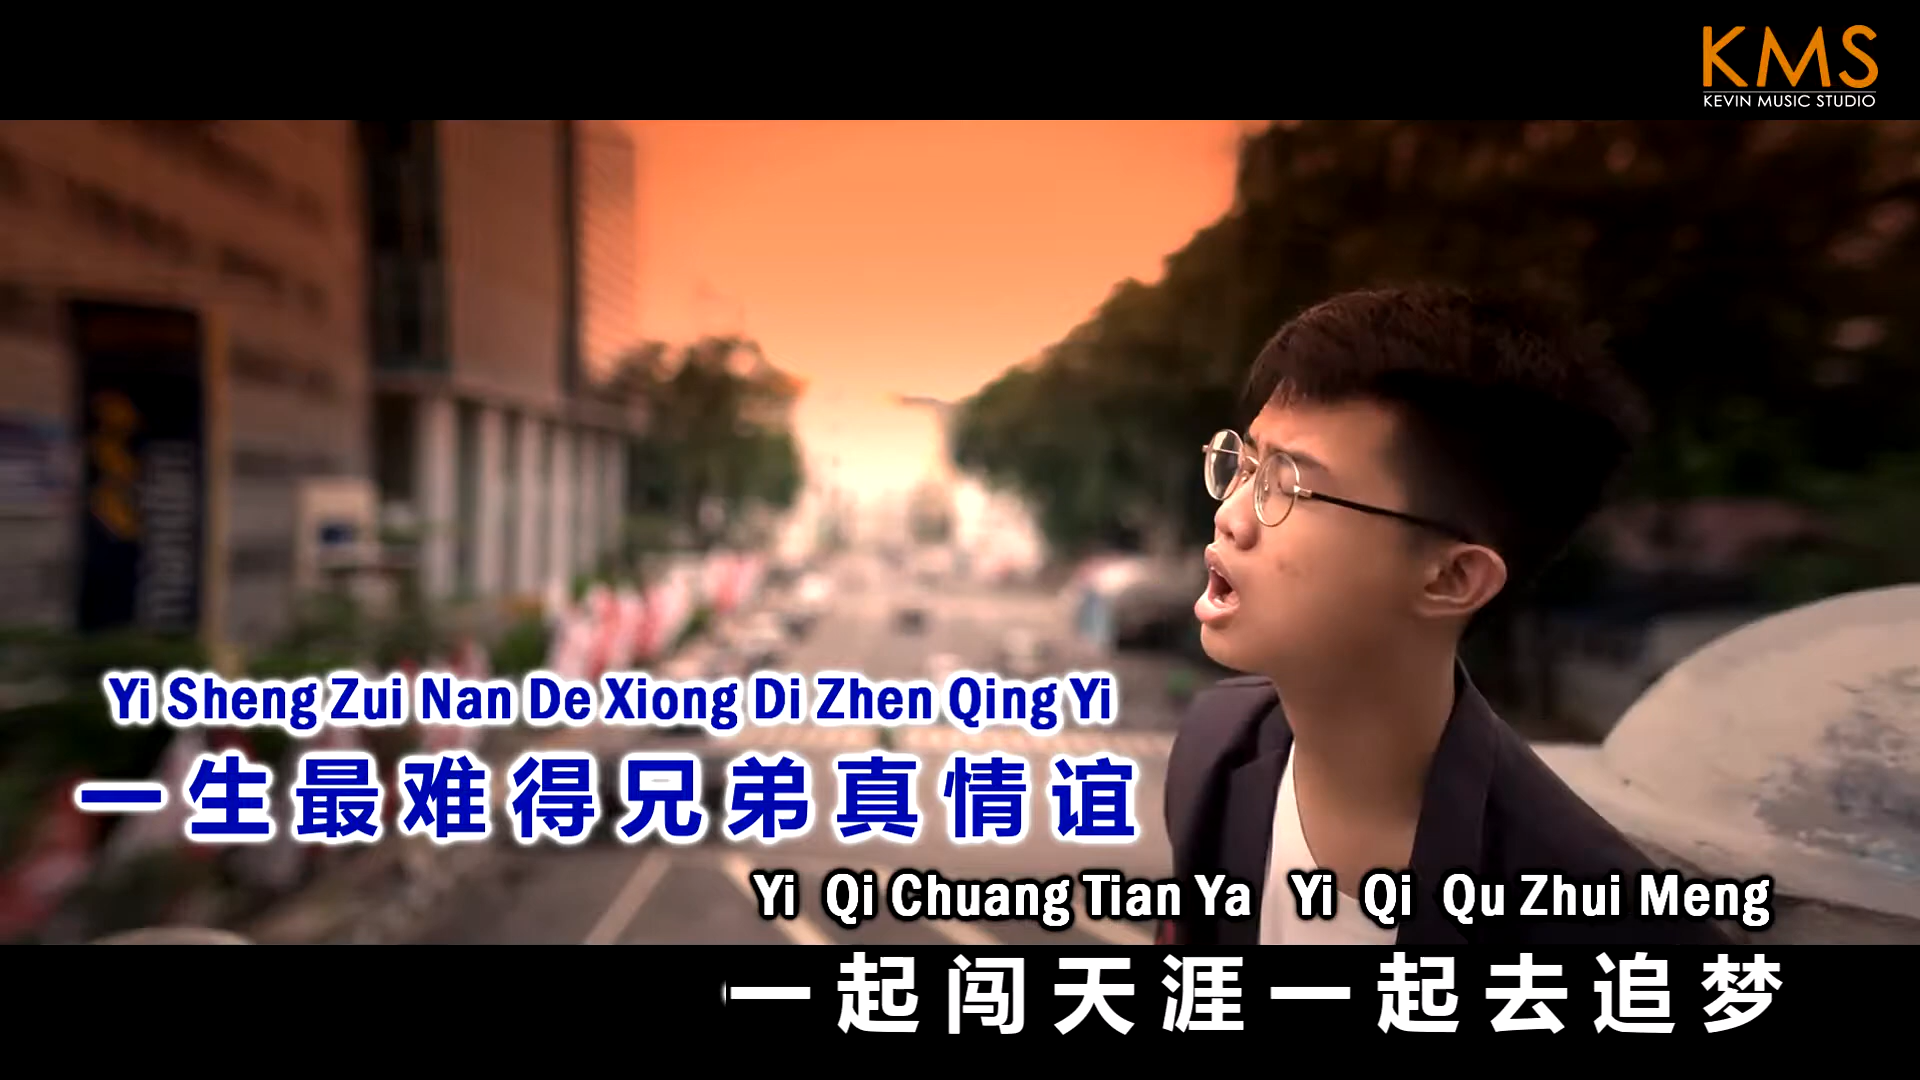 KMS
KEVIN MUSIC STUDIO
Yi Sheng Zui Nan De Xiong Di Zhen Qing Yi
一生最难得兄弟真情谊
Yi Qi Chuang Tian Ya Yi Qi Qu Zhui Meng
一起闯天涯一起去追梦